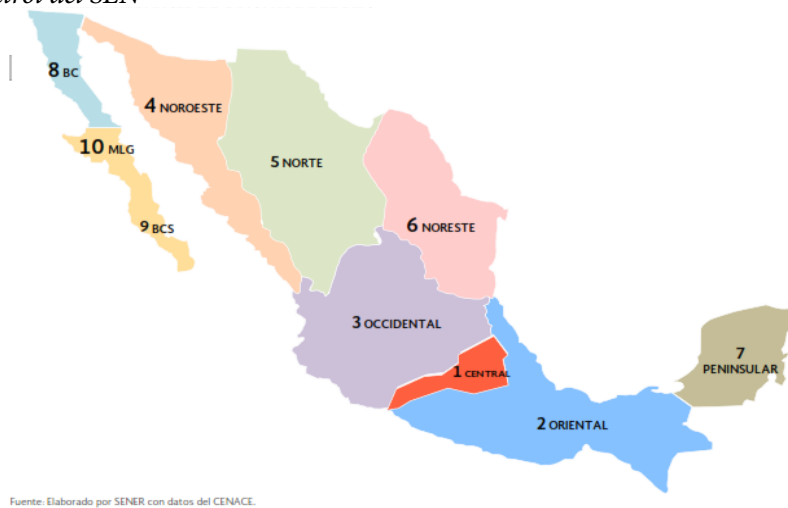 8 BC
4 NOROESTE
10 MLG
5 NORTE
9 BCS
6 NORESTE
3 OCCIDENTAL
7
PENINSULAR
1 CENTRAL
2 ORIENTAL
Fuente: Elaborado por SENER con datos del CENACE.